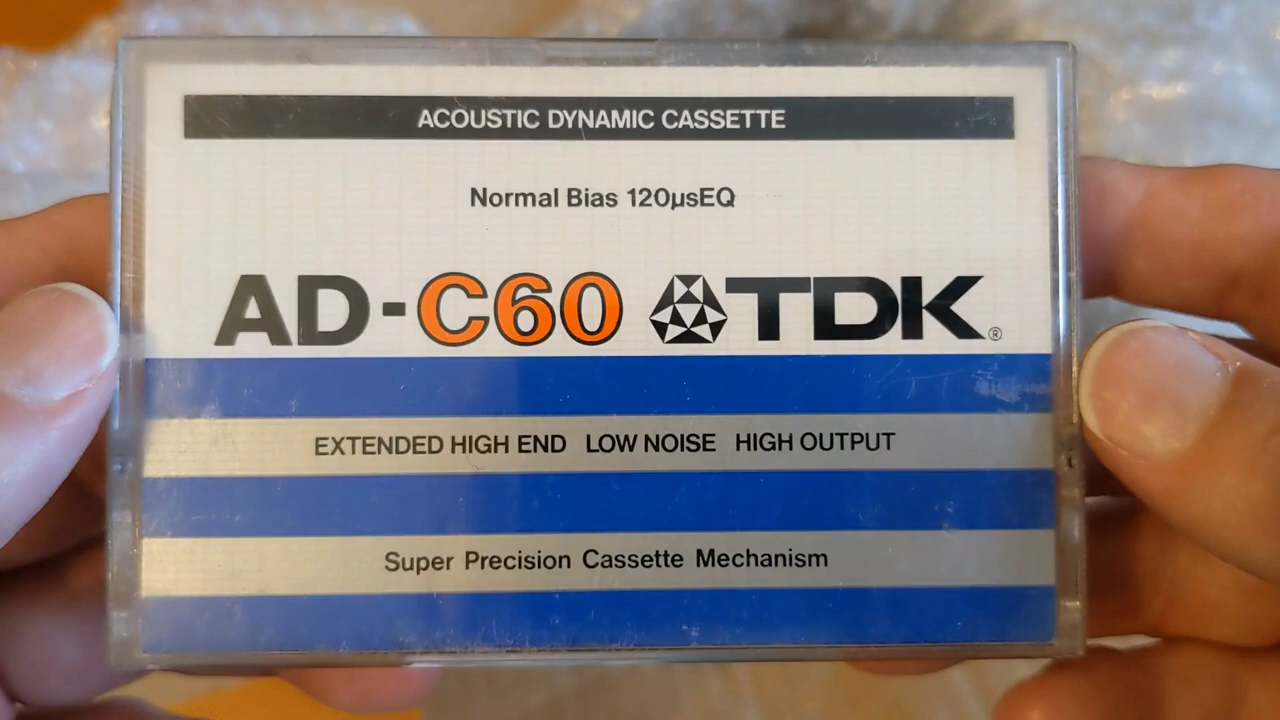 ACOUSTIC DYNAMIC CASSETTE
Normal Bias 120µsEQ
AD-C60 TDK®
EXTENDED HIGH END LOW NOISE HIGH OUTPUT
Super Precision Cassette Mechanism